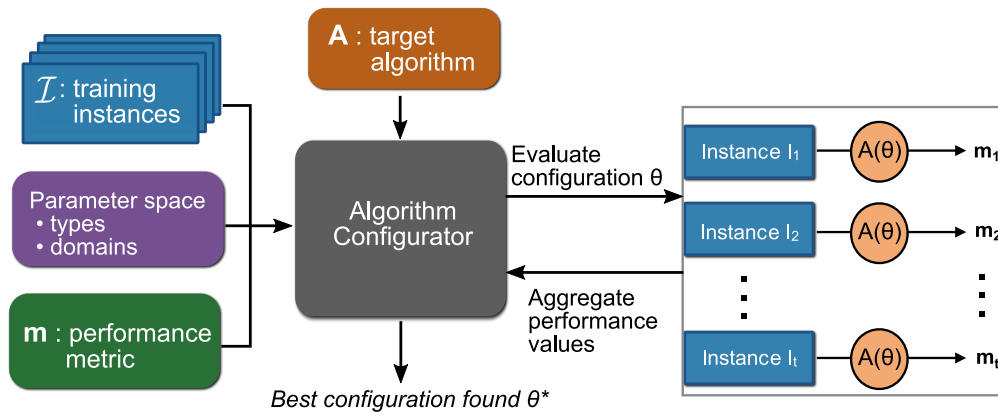 A : target
algorithm
ℐ : training
instances
Parameter space
• types
• domains
m : performance
metric
Algorithm
Configurator
Evaluate
configuration θ
Aggregate
performance
values
Best configuration found θ*
Instance I₁
A(θ)
m₁
Instance I₂
A(θ)
m₂
Instance Iₜ
A(θ)
mₜ